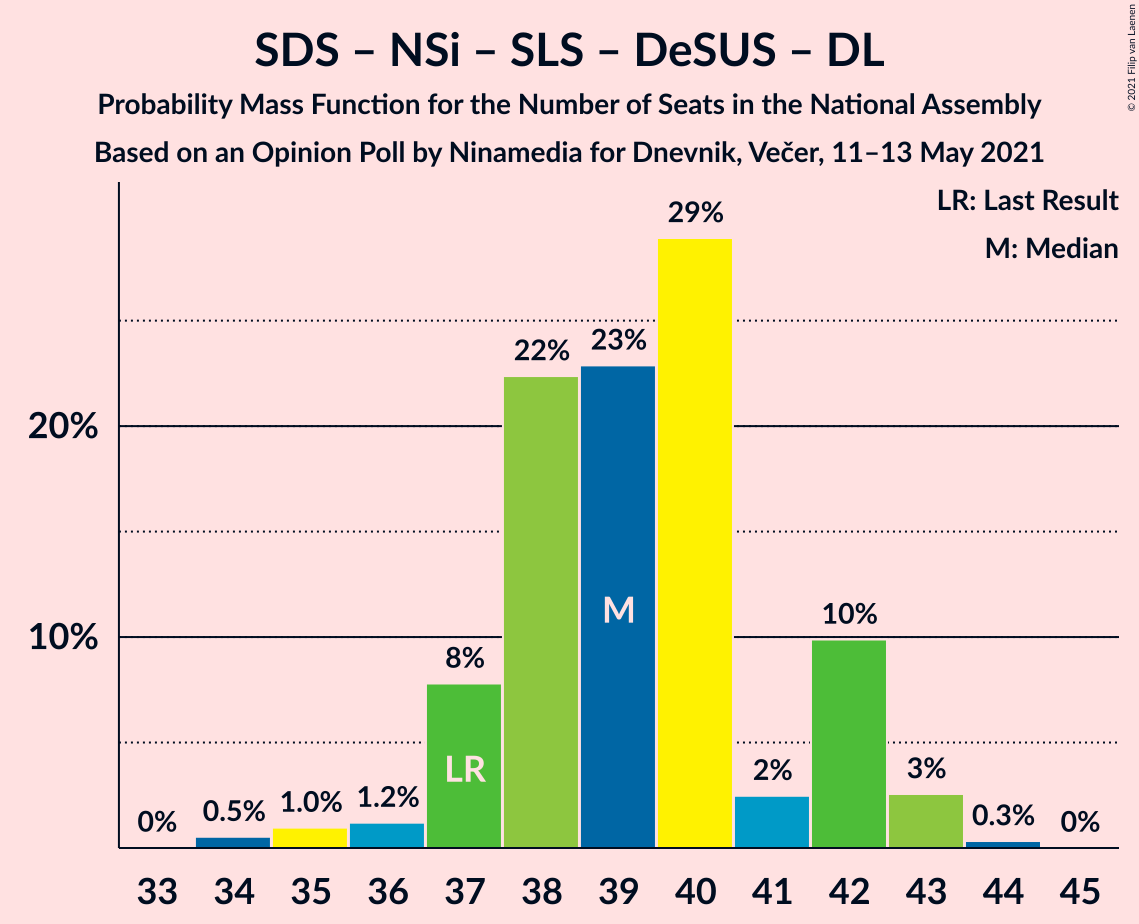 SDS – NSi – SLS – DeSUS – DL
Probability Mass Function for the Number of Seats in the National Assembly
Based on an Opinion Poll by Ninamedia for Dnevnik, Večer, 11–13 May 2021
© 2021 Filip van Laenen
LR: Last Result
M: Median
29%
23%
22%
20%
10%
10%
8%
3%
2%
1.2%
1.0%
0.5%
0.3%
0%
0%
M
LR
33 34 35 36 37 38 39 40 41 42 43 44 45